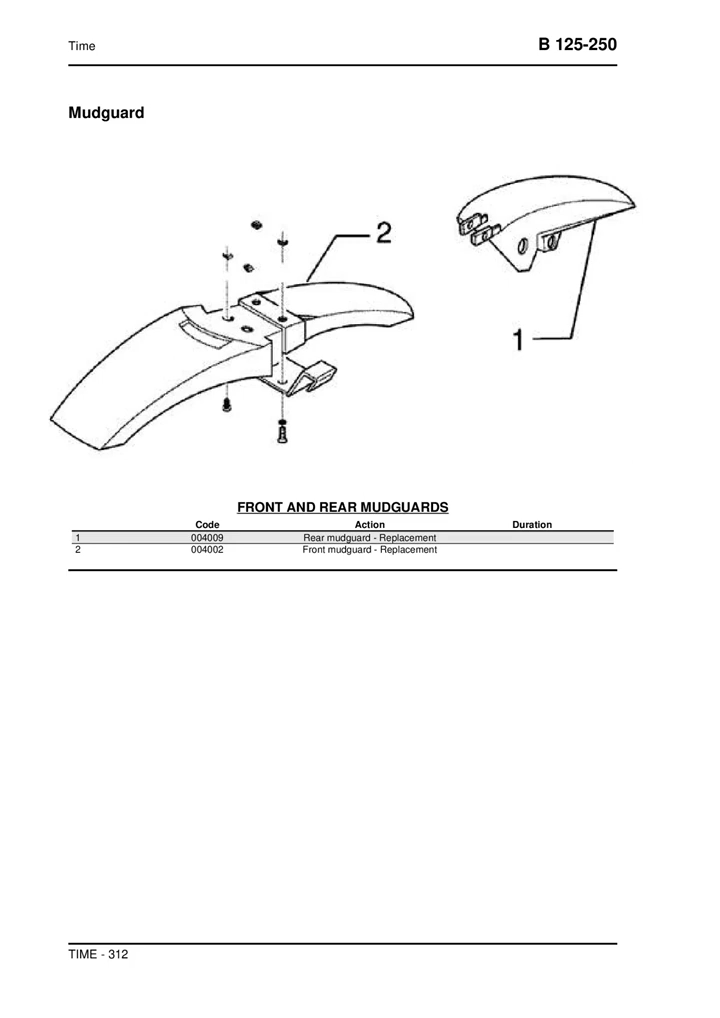 Time B 125-250
Mudguard
2
1
FRONT AND REAR MUDGUARDS
Code Action Duration
1 004009 Rear mudguard - Replacement
2 004002 Front mudguard - Replacement
TIME - 312